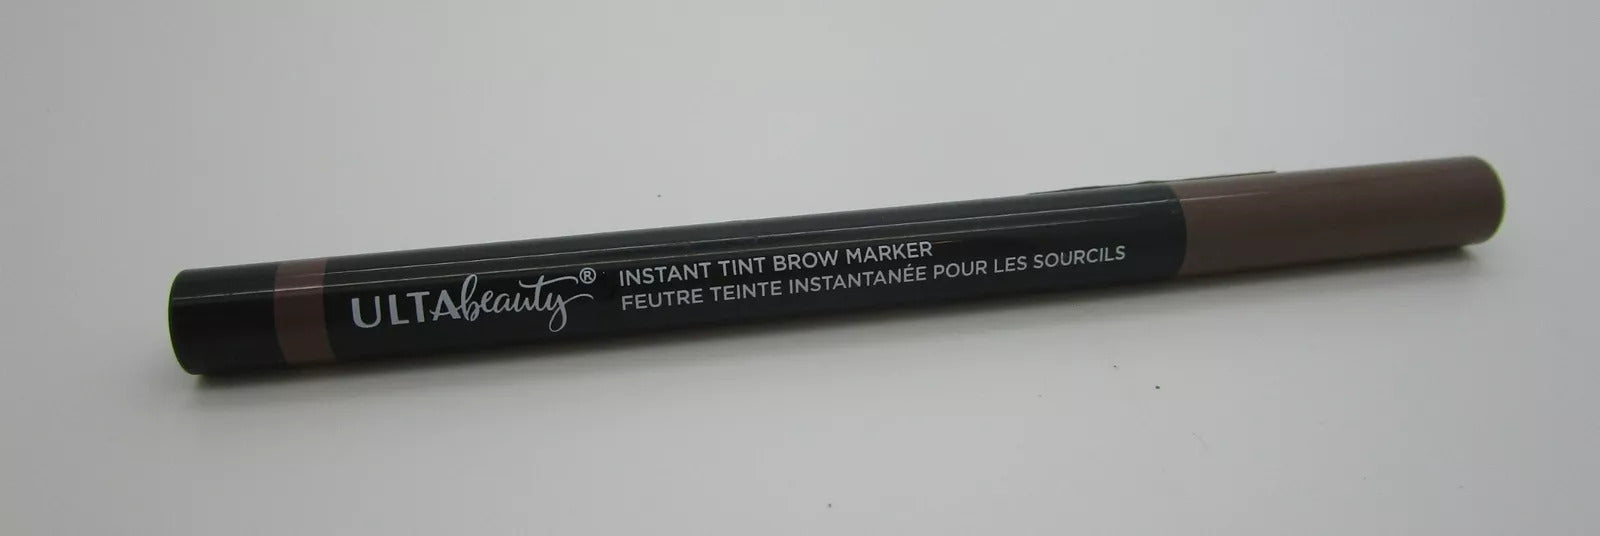 ULTAbeauty®
INSTANT TINT BROW MARKER
FEUTRE TEINTE INSTANTANÉE POUR LES SOURCILS